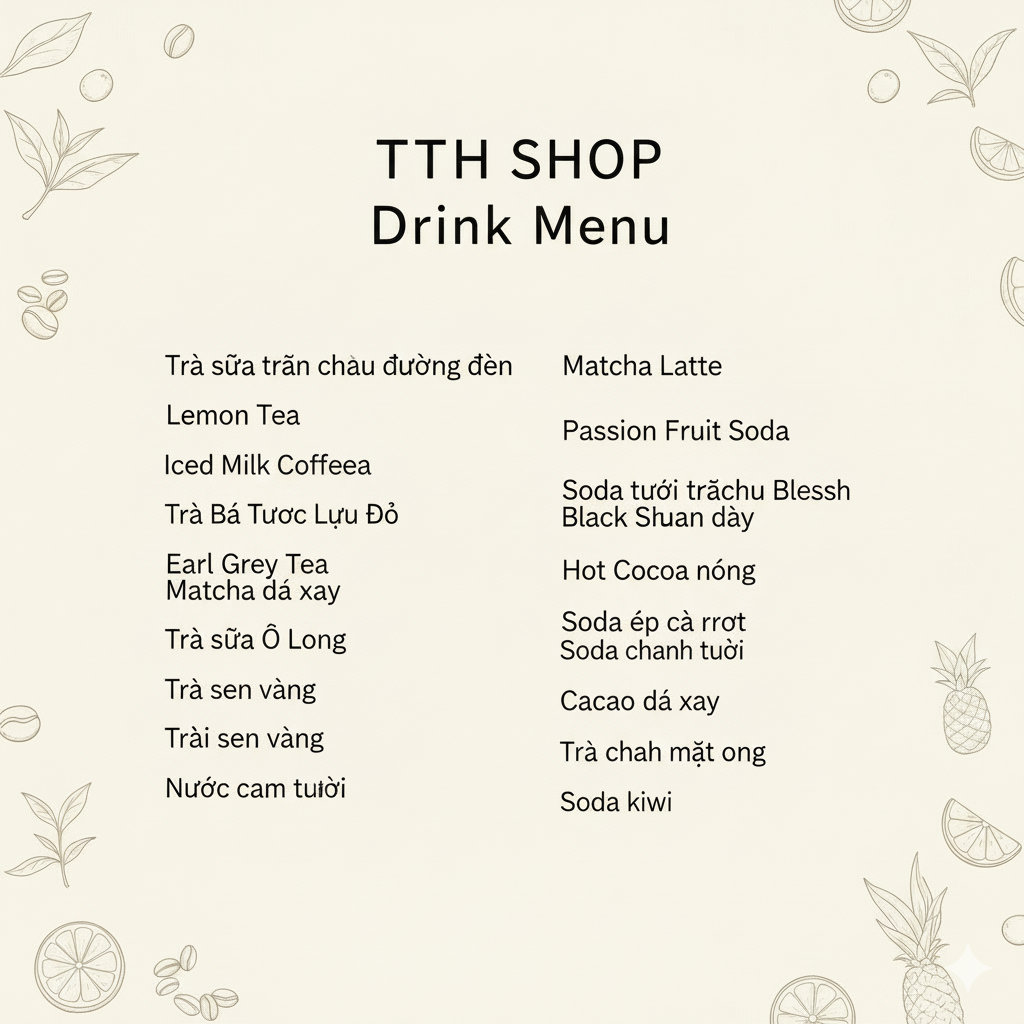 TTH SHOP
Drink Menu
Trà sữa trãn chàu đường đèn
Lemon Tea
Iced Milk Coffeea
Trà Bá Tươc Lựu Đỏ
Earl Grey Tea
Matcha dá xay
Trà sữa Ô Long
Trà sen vàng
Trài sen vàng
Nước cam tuười
Matcha Latte
Passion Fruit Soda
Soda tưới trãchu Blessh
Black Shuan dày
Hot Cocoa nóng
Soda ép cà rrơt
Soda chanh tuời
Cacao dá xay
Trà chah mặt ong
Soda kiwi